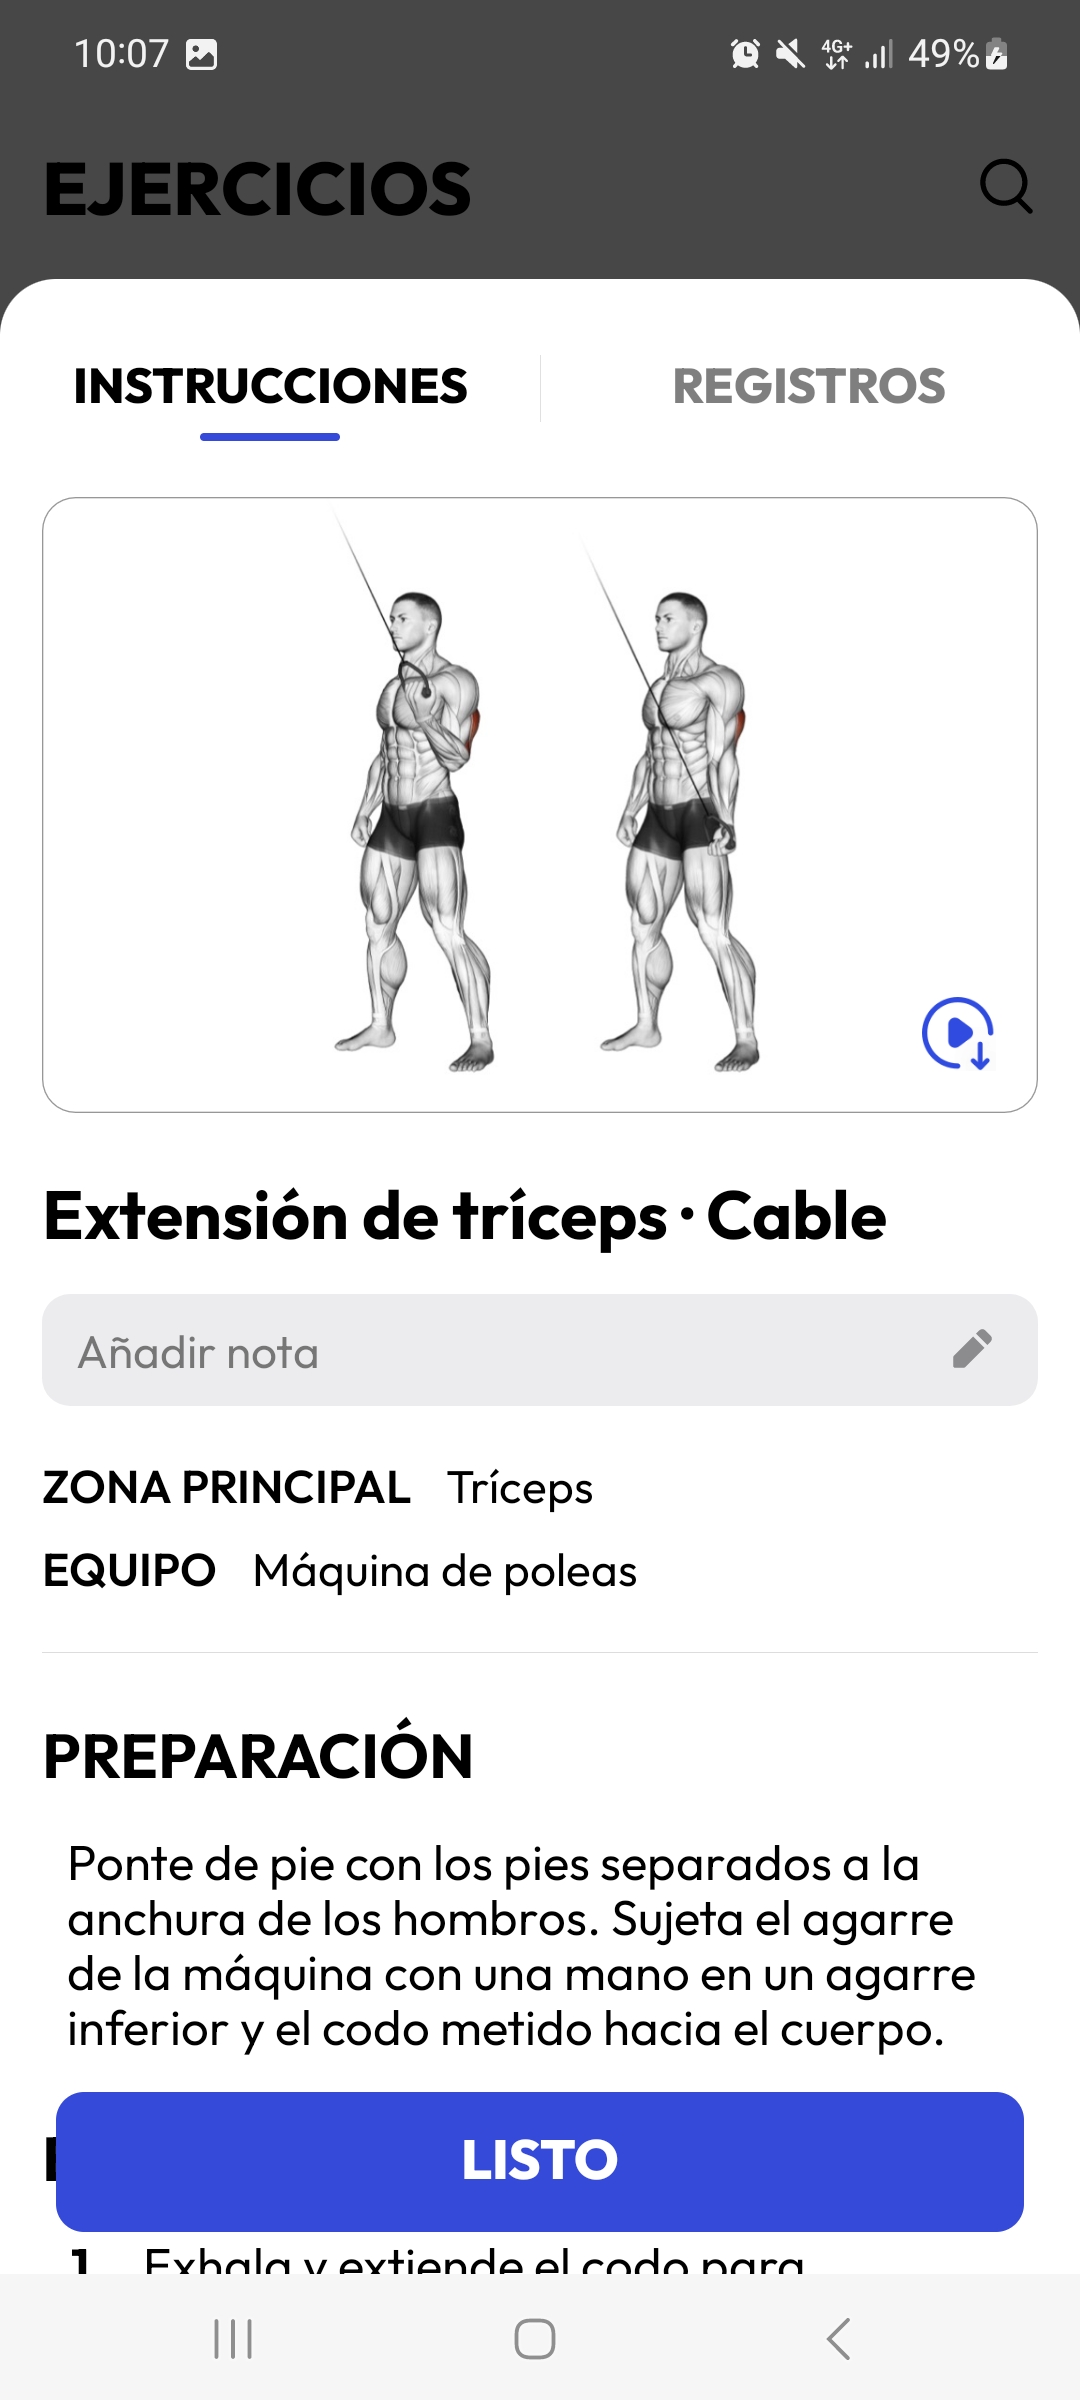 10:07
4G+
49%
EJERCICIOS
INSTRUCCIONES
REGISTROS
Extensión de tríceps · Cable
Añadir nota
ZONA PRINCIPAL Tríceps
EQUIPO Máquina de poleas
PREPARACIÓN
Ponte de pie con los pies separados a la
anchura de los hombros. Sujeta el agarre
de la máquina con una mano en un agarre
inferior y el codo metido hacia el cuerpo.
LISTO
1 Exhala y extiende el codo para